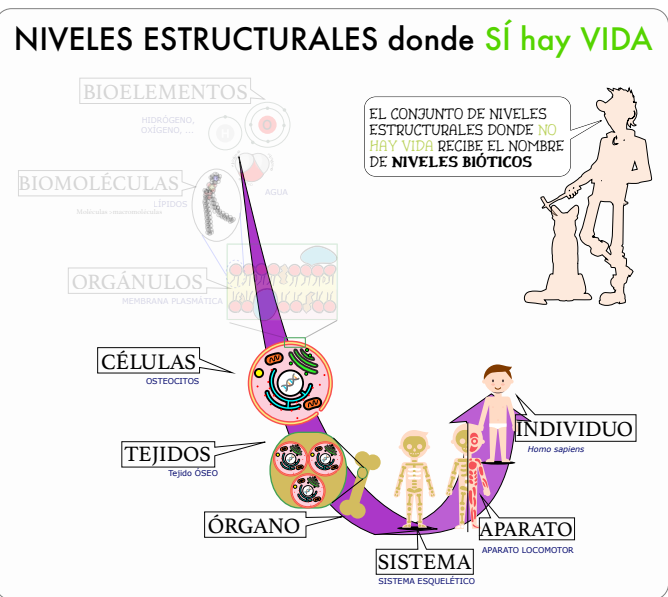 NIVELES ESTRUCTURALES donde SÍ hay VIDA
BIOELEMENTOS
HIDRÓGENO,
OXÍGENO, ...
EL CONJUNTO DE NIVELES
ESTRUCTURALES DONDE NO
HAY VIDA RECIBE EL NOMBRE
DE NIVELES BIÓTICOS
BIOMOLÉCULAS
LÍPIDOS
AGUA
ORGÁNULOS
MEMBRANA PLASMÁTICA
CÉLULAS
OSTEOCITOS
INDIVIDUO
Homo sapiens
TEJIDOS
Tejido ÓSEO
ÓRGANO
APARATO
APARATO LOCOMOTOR
SISTEMA
SISTEMA ESQUELÉTICO